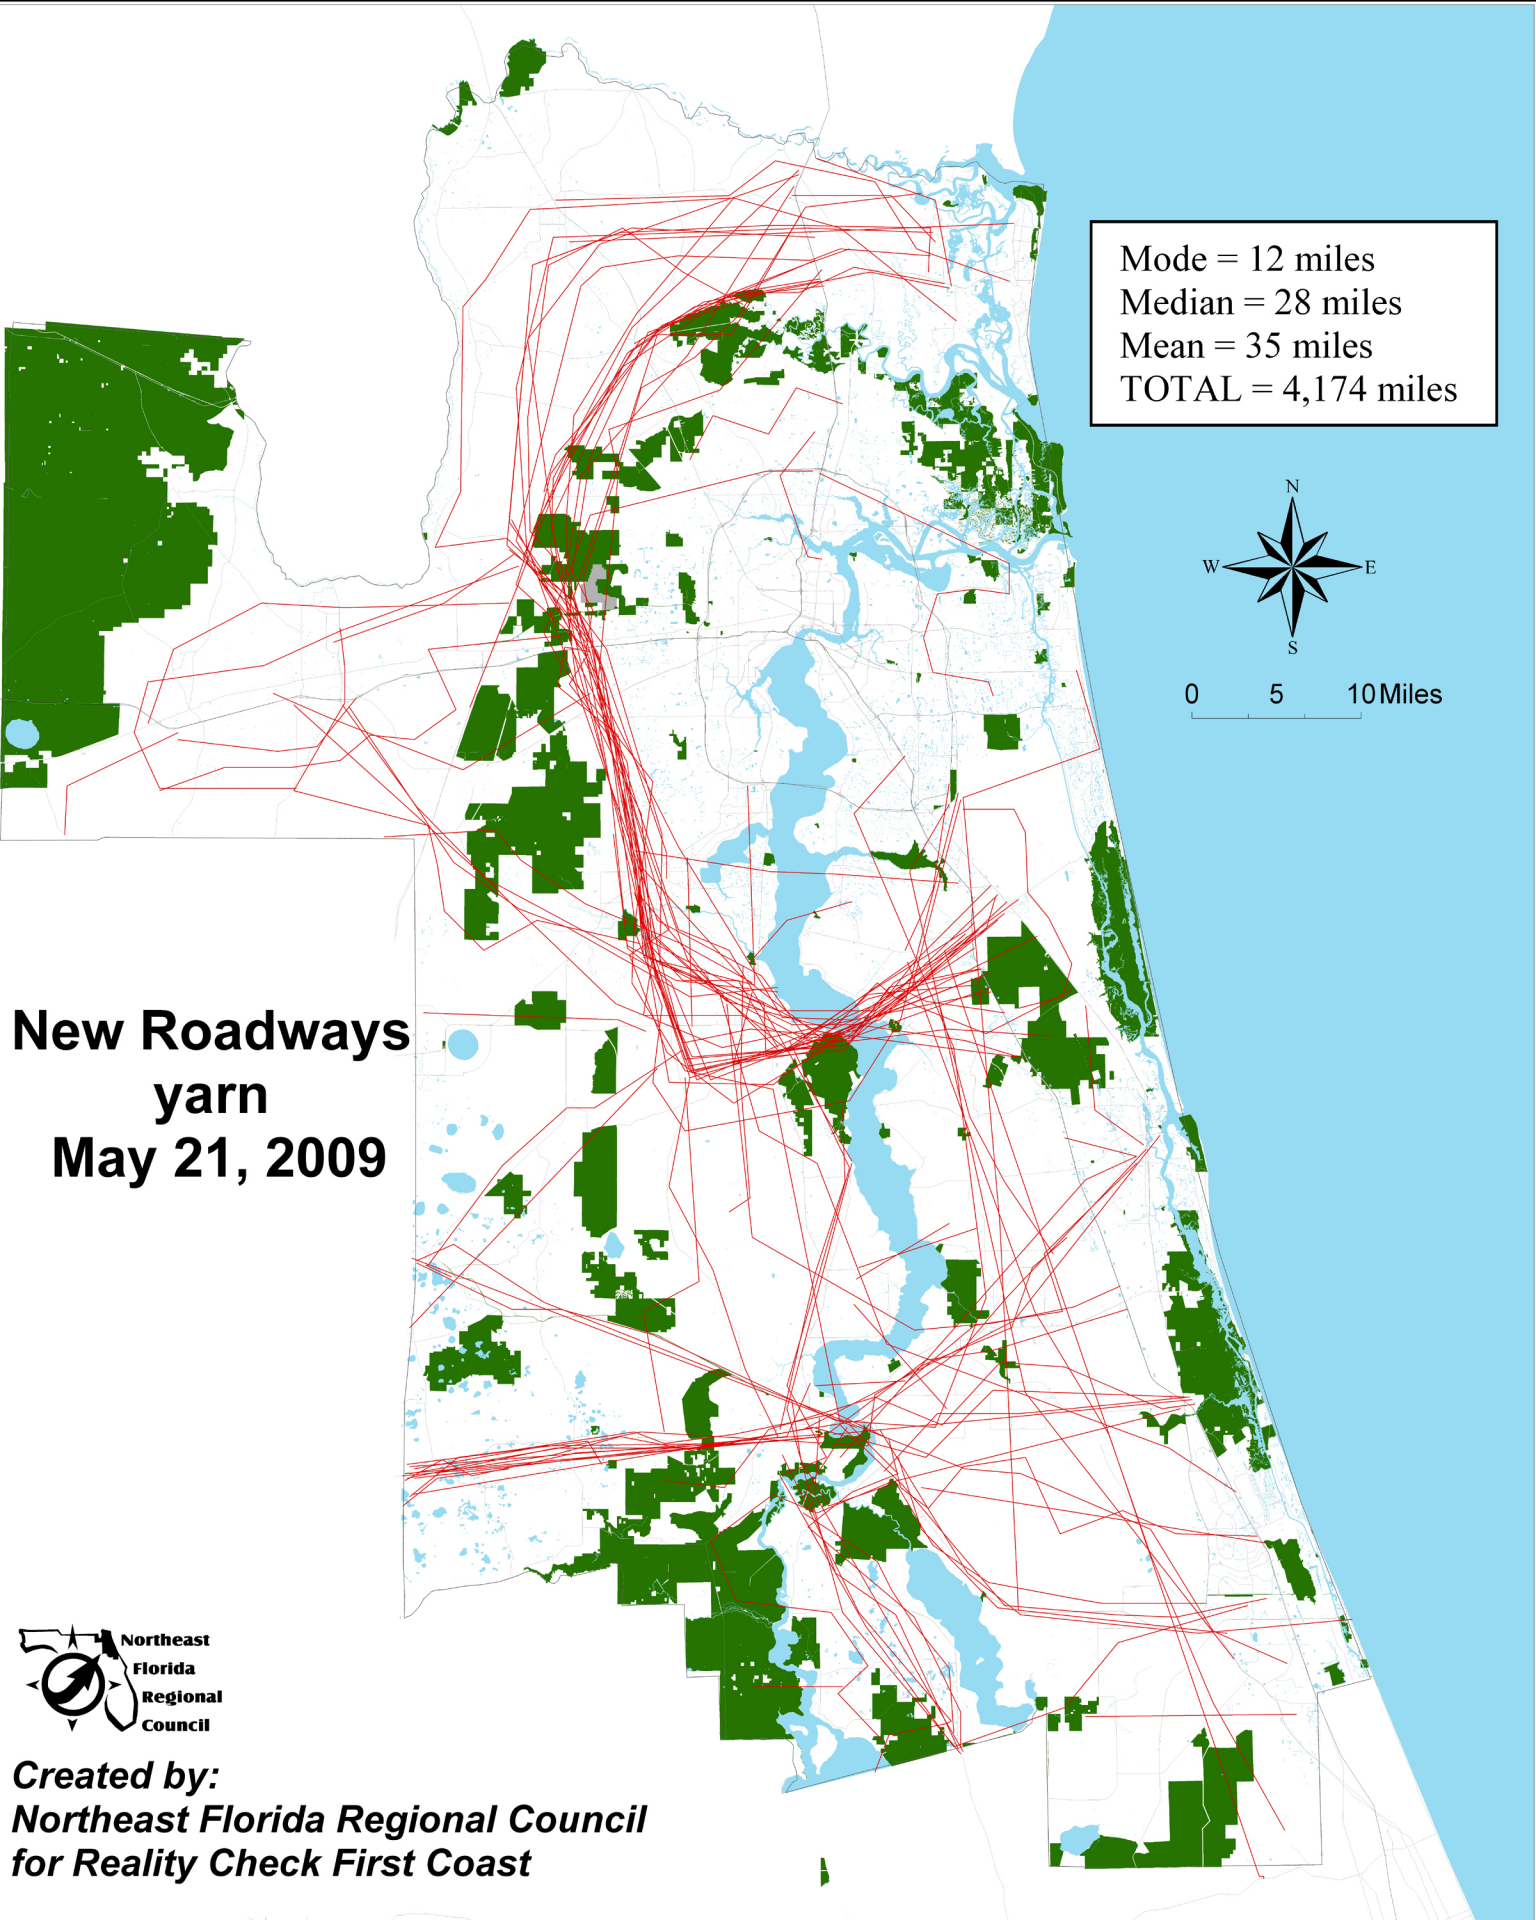 Mode = 12 miles
Median = 28 miles
Mean = 35 miles
TOTAL = 4,174 miles
N
W E
S
0 5 10 Miles
New Roadways
yarn
May 21, 2009
Northeast
Florida
Regional
Council
Created by:
Northeast Florida Regional Council
for Reality Check First Coast